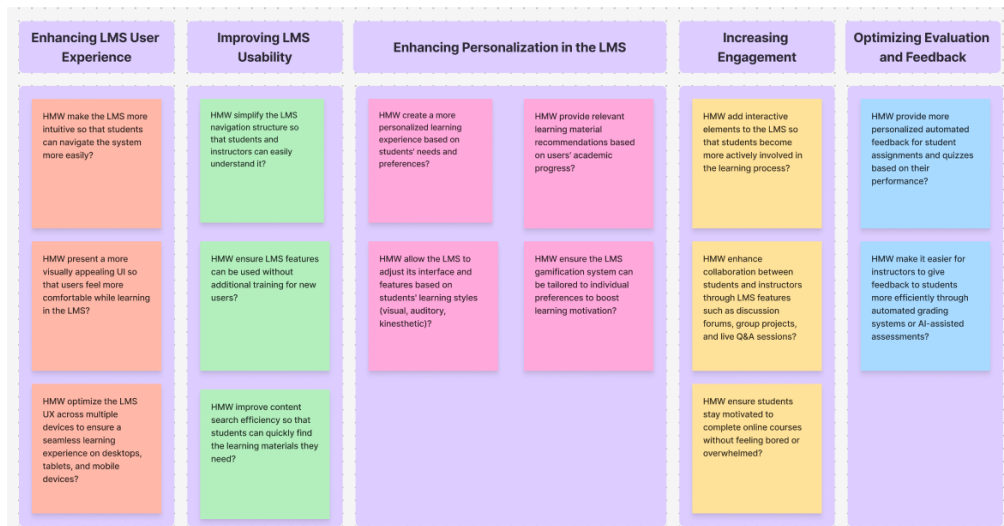 Enhancing LMS User
Experience
Improving LMS
Usability
Enhancing Personalization in the LMS
Increasing
Engagement
Optimizing Evaluation
and Feedback
HMW make the LMS more
intuitive so that students
can navigate the system
more easily?
HMW present a more
visually appealing UI so
that users feel more
comfortable while learning
in the LMS?
HMW optimize the LMS
UX across multiple
devices to ensure a
seamless learning
experience on desktops,
tablets, and mobile
devices?
HMW simplify the LMS
navigation structure so
that students and
instructors can easily
understand it?
HMW ensure LMS features
can be used without
additional training for new
users?
HMW improve content
search efficiency so that
students can quickly find
the learning materials they
need?
HMW create a more
personalized learning
experience based on
students' needs and
preferences?
HMW provide relevant
learning material
recommendations based
on users' academic
progress?
HMW allow the LMS to
adjust its interface and
features based on
students' learning styles
(visual, auditory,
kinesthetic)?
HMW ensure the LMS
gamification system can
be tailored to individual
preferences to boost
learning motivation?
HMW add interactive
elements to the LMS so
that students become
more actively involved in
the learning process?
HMW enhance
collaboration between
students and instructors
through LMS features
such as discussion
forums, group projects,
and live Q&A sessions?
HMW ensure students
stay motivated to
complete online courses
without feeling bored or
overwhelmed?
HMW provide more
personalized automated
feedback for student
assignments and quizzes
based on their
performance?
HMW make it easier for
instructors to give
feedback to students
more efficiently through
automated grading
systems or AI-assisted
assessments?